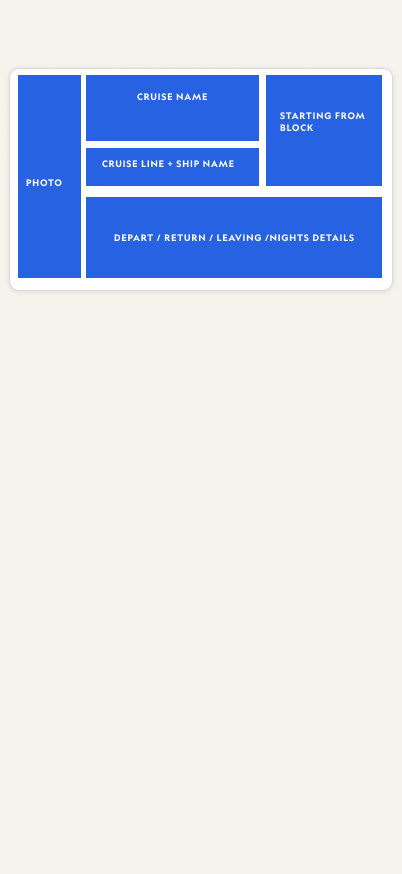 PHOTO
CRUISE NAME
CRUISE LINE + SHIP NAME
STARTING FROM
BLOCK
DEPART / RETURN / LEAVING /NIGHTS DETAILS